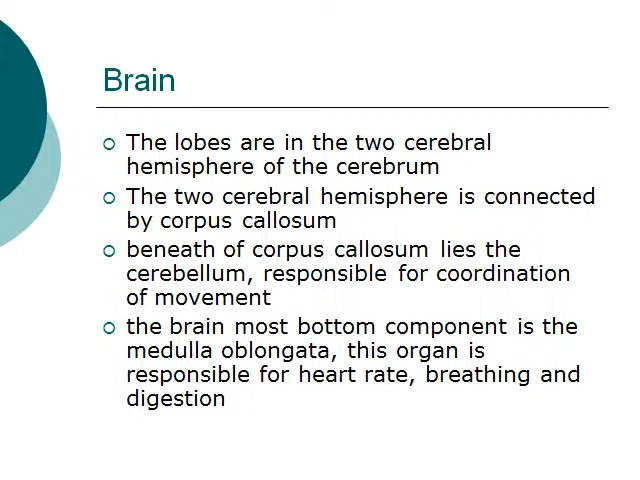 Brain
The lobes are in the two cerebral
hemisphere of the cerebrum
The two cerebral hemisphere is connected
by corpus callosum
beneath of corpus callosum lies the
cerebellum, responsible for coordination
of movement
the brain most bottom component is the
medulla oblongata, this organ is
responsible for heart rate, breathing and
digestion